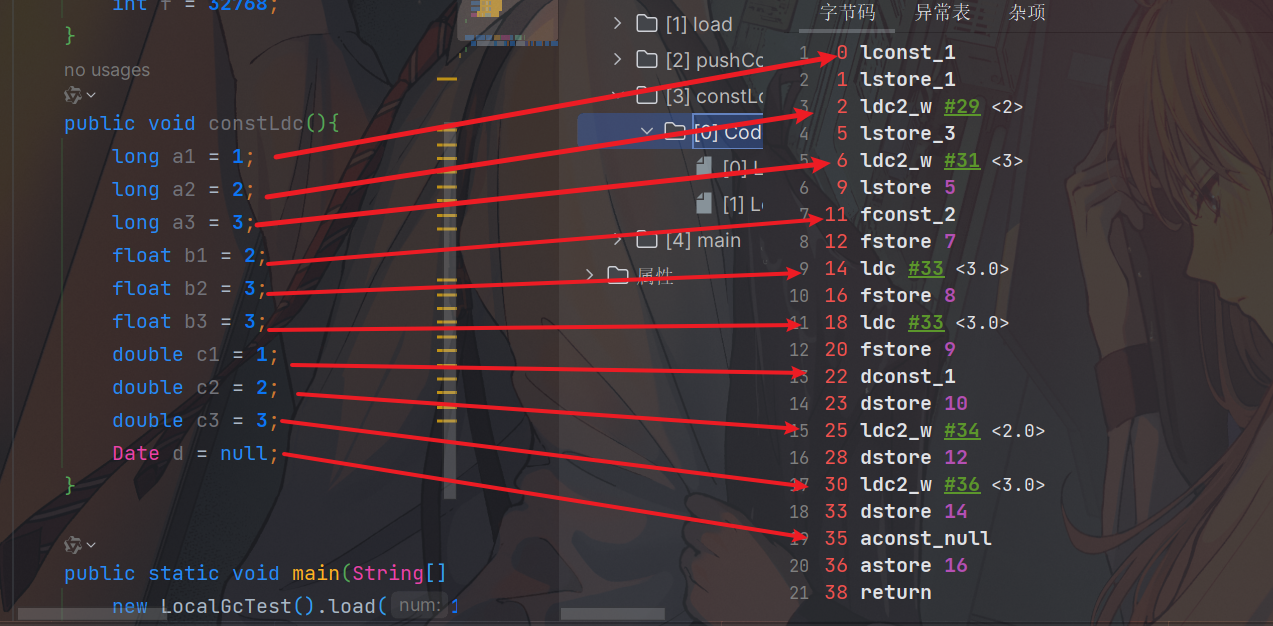 int f = 32768;
}
no usages
public void constLdc(){
long a1 = 1;
long a2 = 2;
long a3 = 3;
float b1 = 2;
float b2 = 3;
float b3 = 3;
double c1 = 1;
double c2 = 2;
double c3 = 3;
Date d = null;
}
public static void main(String[]
new LocalGcTest().load( num: 1
[1] load
[2] pushCo
[3] constLd
[0] Cod
[0] L
[1] L
[4] main
属性
字节码 异常表 杂项
1 0 lconst_1
2 1 lstore_1
3 2 ldc2_w #29 <2>
4 5 lstore_3
5 6 ldc2_w #31 <3>
6 9 lstore 5
7 11 fconst_2
8 12 fstore 7
9 14 ldc #33 <3.0>
10 16 fstore 8
11 18 ldc #33 <3.0>
12 20 fstore 9
13 22 dconst_1
14 23 dstore 10
15 25 ldc2_w #34 <2.0>
16 28 dstore 12
17 30 ldc2_w #36 <3.0>
18 33 dstore 14
19 35 aconst_null
20 36 astore 16
21 38 return